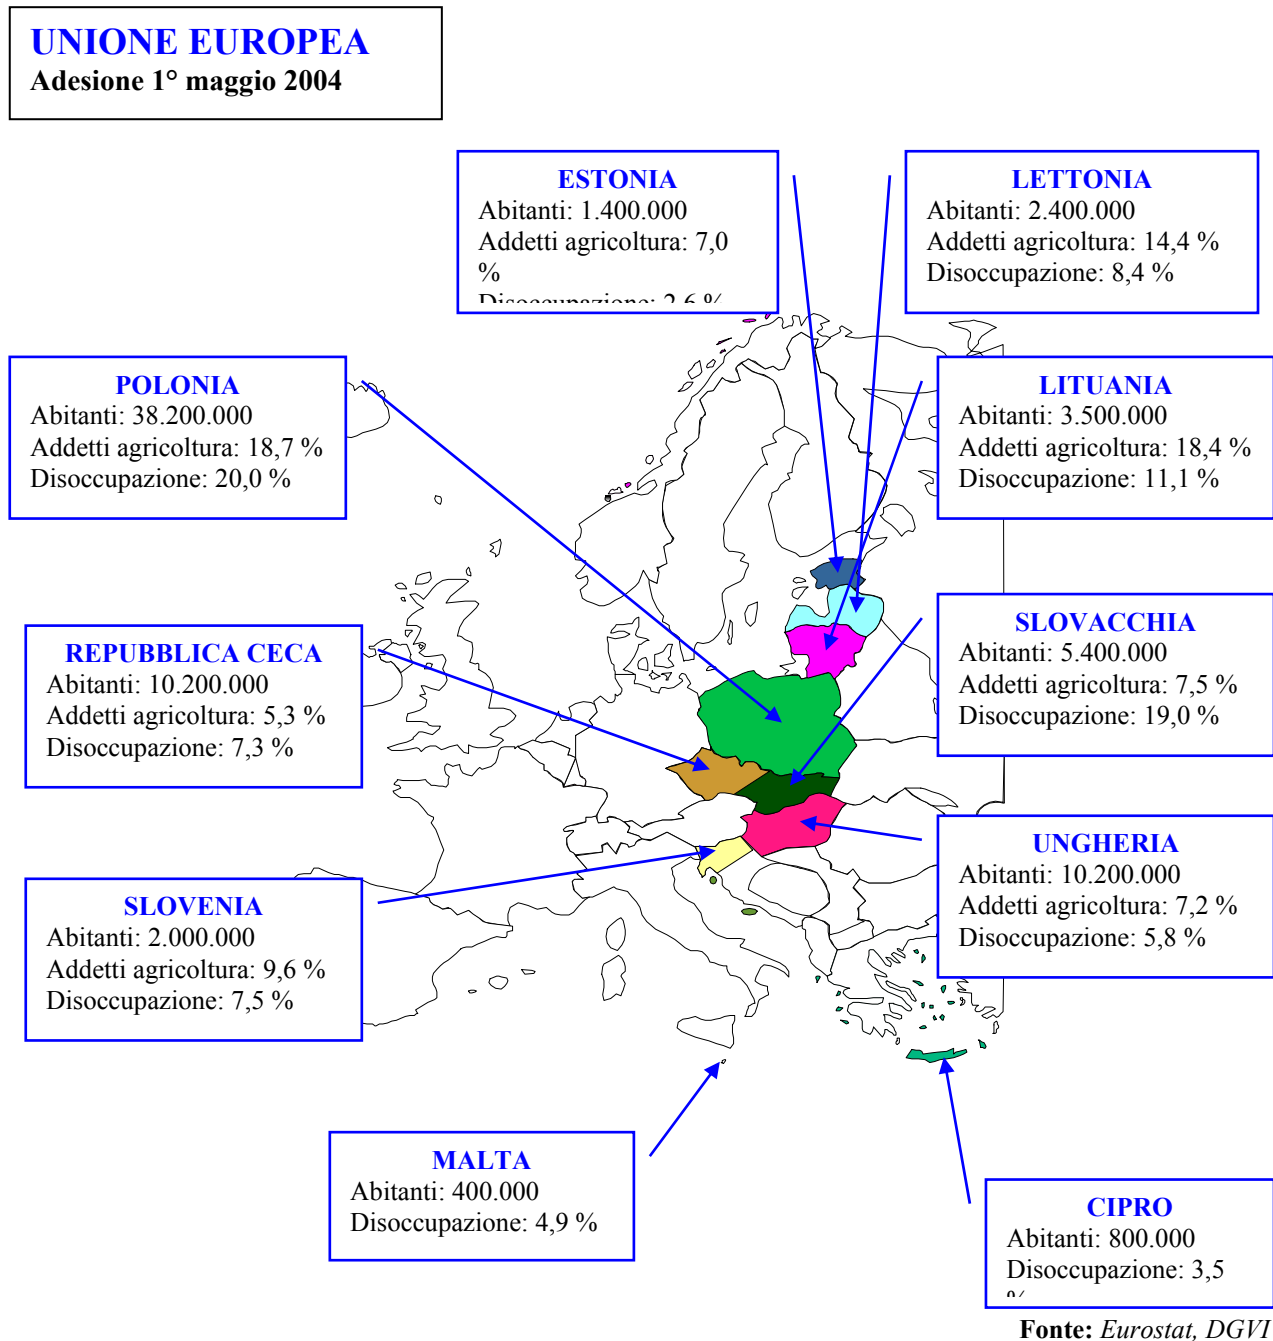 UNIONE EUROPEA
Adesione 1° maggio 2004
ESTONIA
Abitanti: 1.400.000
Addetti agricoltura: 7,0
%
Disoccupazione: 2,6 %
LETTONIA
Abitanti: 2.400.000
Addetti agricoltura: 14,4 %
Disoccupazione: 8,4 %
POLONIA
Abitanti: 38.200.000
Addetti agricoltura: 18,7 %
Disoccupazione: 20,0 %
LITUANIA
Abitanti: 3.500.000
Addetti agricoltura: 18,4 %
Disoccupazione: 11,1 %
REPUBBLICA CECA
Abitanti: 10.200.000
Addetti agricoltura: 5,3 %
Disoccupazione: 7,3 %
SLOVACCHIA
Abitanti: 5.400.000
Addetti agricoltura: 7,5 %
Disoccupazione: 19,0 %
SLOVENIA
Abitanti: 2.000.000
Addetti agricoltura: 9,6 %
Disoccupazione: 7,5 %
UNGHERIA
Abitanti: 10.200.000
Addetti agricoltura: 7,2 %
Disoccupazione: 5,8 %
MALTA
Abitanti: 400.000
Disoccupazione: 4,9 %
CIPRO
Abitanti: 800.000
Disoccupazione: 3,5
%
Fonte: Eurostat, DGVI